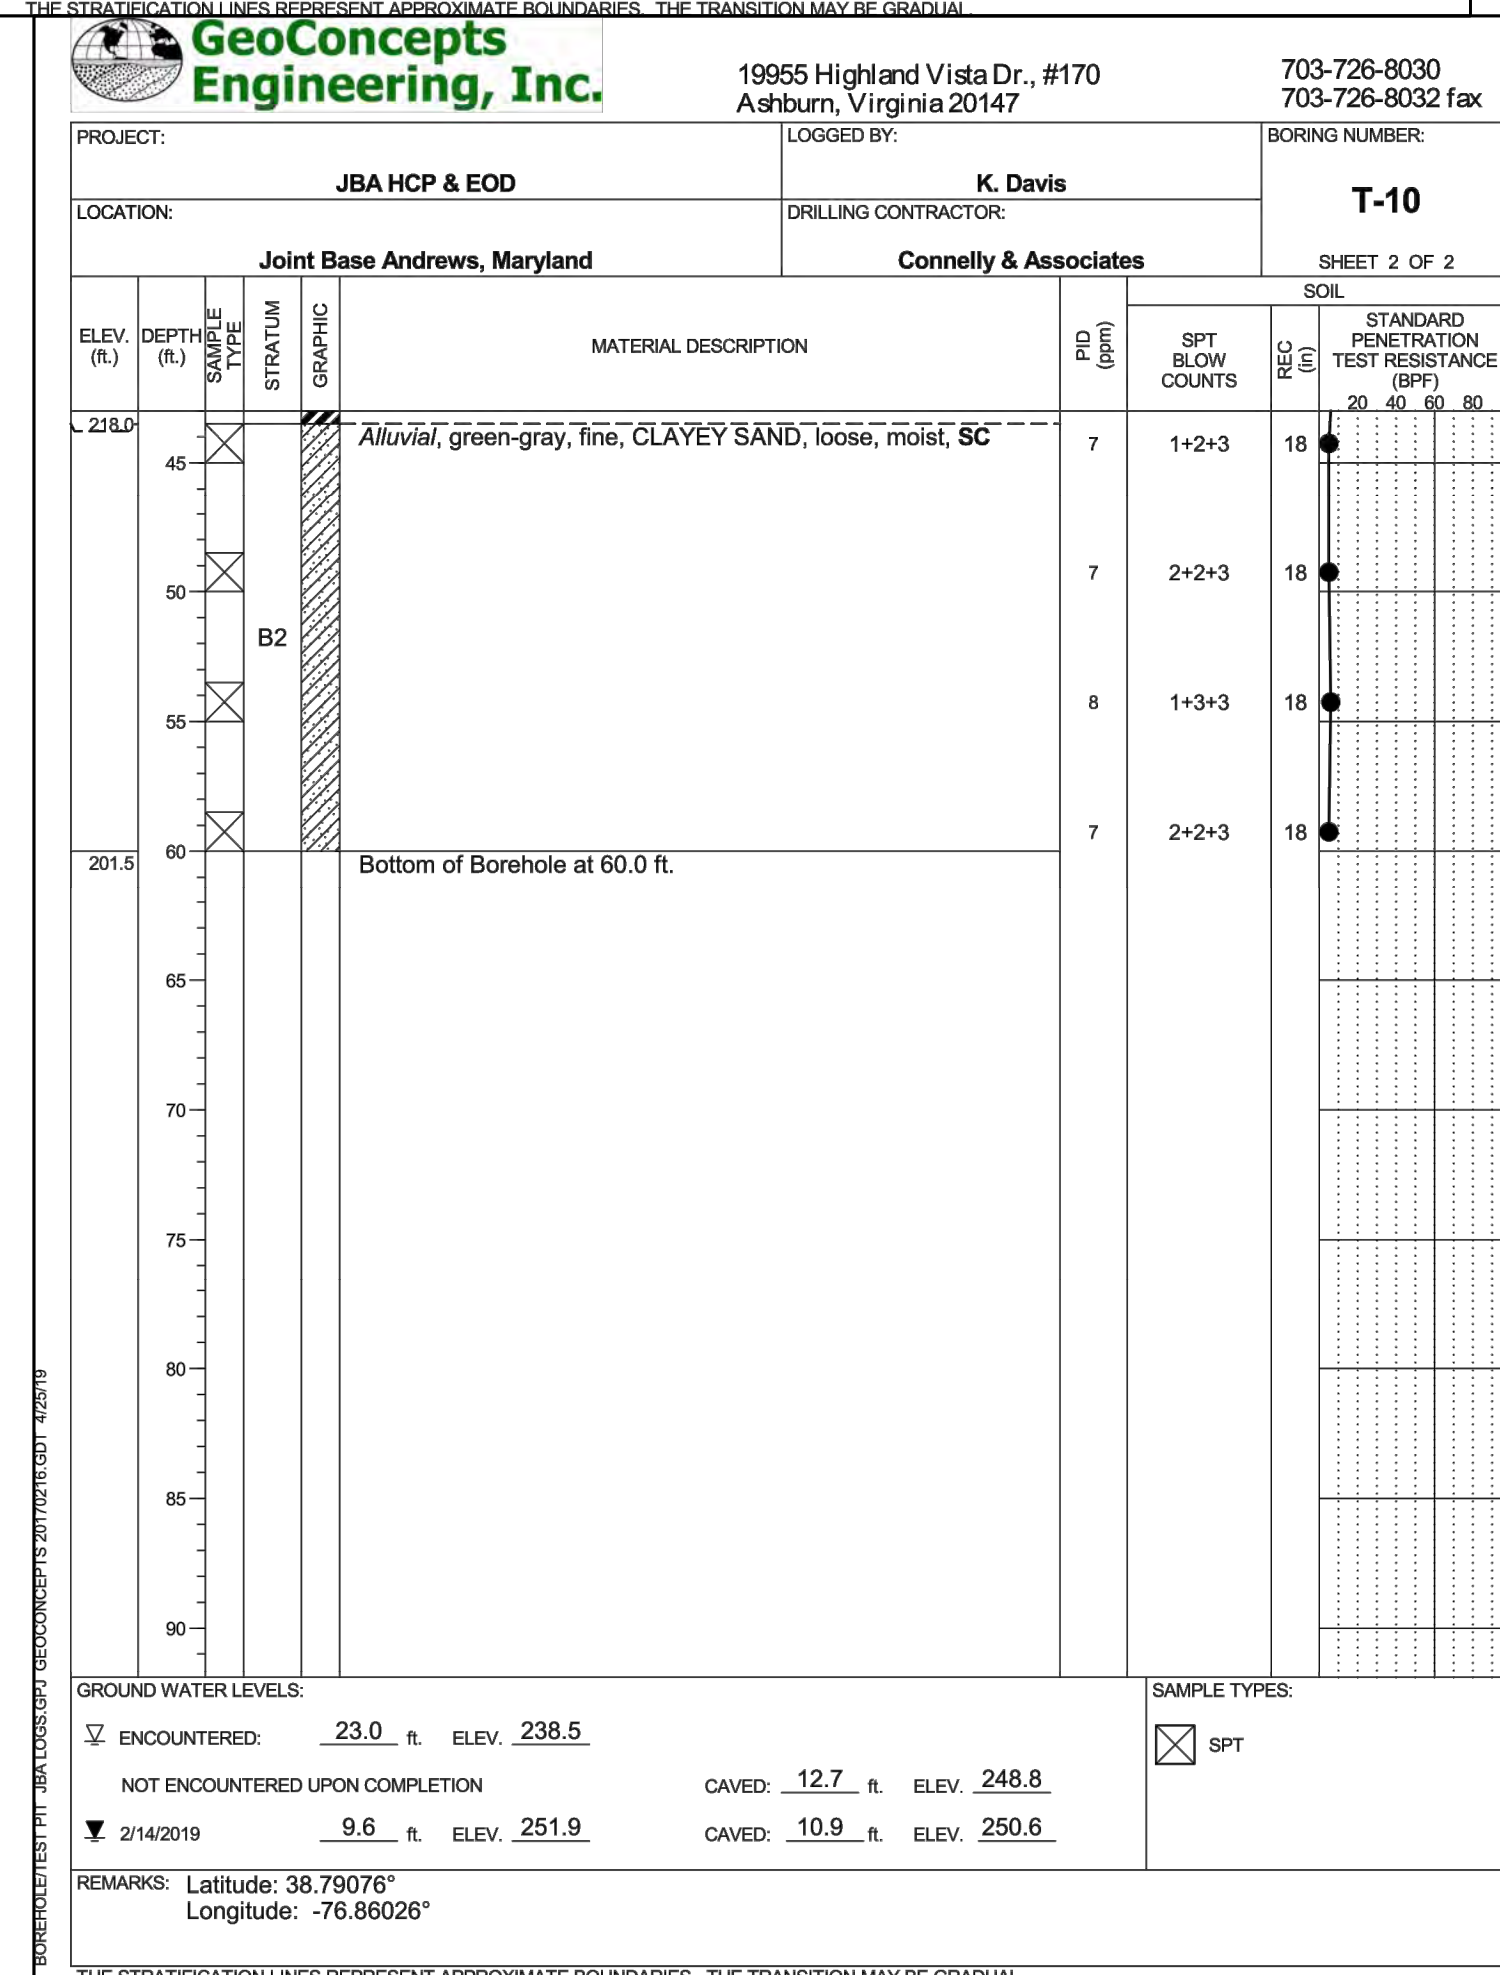 THE STRATIFICATION LINES REPRESENT APPROXIMATE BOUNDARIES. THE TRANSITION MAY BE GRADUAL.
GeoConcepts
Engineering, Inc.
19955 Highland Vista Dr., #170
Ashburn, Virginia 20147
703-726-8030
703-726-8032 fax
PROJECT:
JBA HCP & EOD
LOGGED BY:
K. Davis
BORING NUMBER:
T-10
LOCATION:
Joint Base Andrews, Maryland
DRILLING CONTRACTOR:
Connelly & Associates
SHEET 2 OF 2
ELEV.
(ft.)
DEPTH
(ft.)
SAMPLE
TYPE
STRATUM
GRAPHIC
MATERIAL DESCRIPTION
PID
(ppm)
SOIL
SPT
BLOW
COUNTS
REC
(in)
STANDARD
PENETRATION
TEST RESISTANCE
(BPF)
20 40 60 80
218.0
Alluvial, green-gray, fine, CLAYEY SAND, loose, moist, SC
7 1+2+3 18
45
7 2+2+3 18
50
B2
8 1+3+3 18
55
7 2+2+3 18
60
201.5
Bottom of Borehole at 60.0 ft.
65
70
75
80
85
90
GROUND WATER LEVELS:
ENCOUNTERED: 23.0 ft. ELEV. 238.5
NOT ENCOUNTERED UPON COMPLETION CAVED: 12.7 ft. ELEV. 248.8
2/14/2019 9.6 ft. ELEV. 251.9 CAVED: 10.9 ft. ELEV. 250.6
SAMPLE TYPES:
SPT
REMARKS: Latitude: 38.79076°
Longitude: -76.86026°
BOREHOLE/TEST PIT JBA LOGS.GPJ GEOCONCEPTS 20170216.GDT 4/25/19
THE STRATIFICATION LINES REPRESENT APPROXIMATE BOUNDARIES. THE TRANSITION MAY BE GRADUAL.